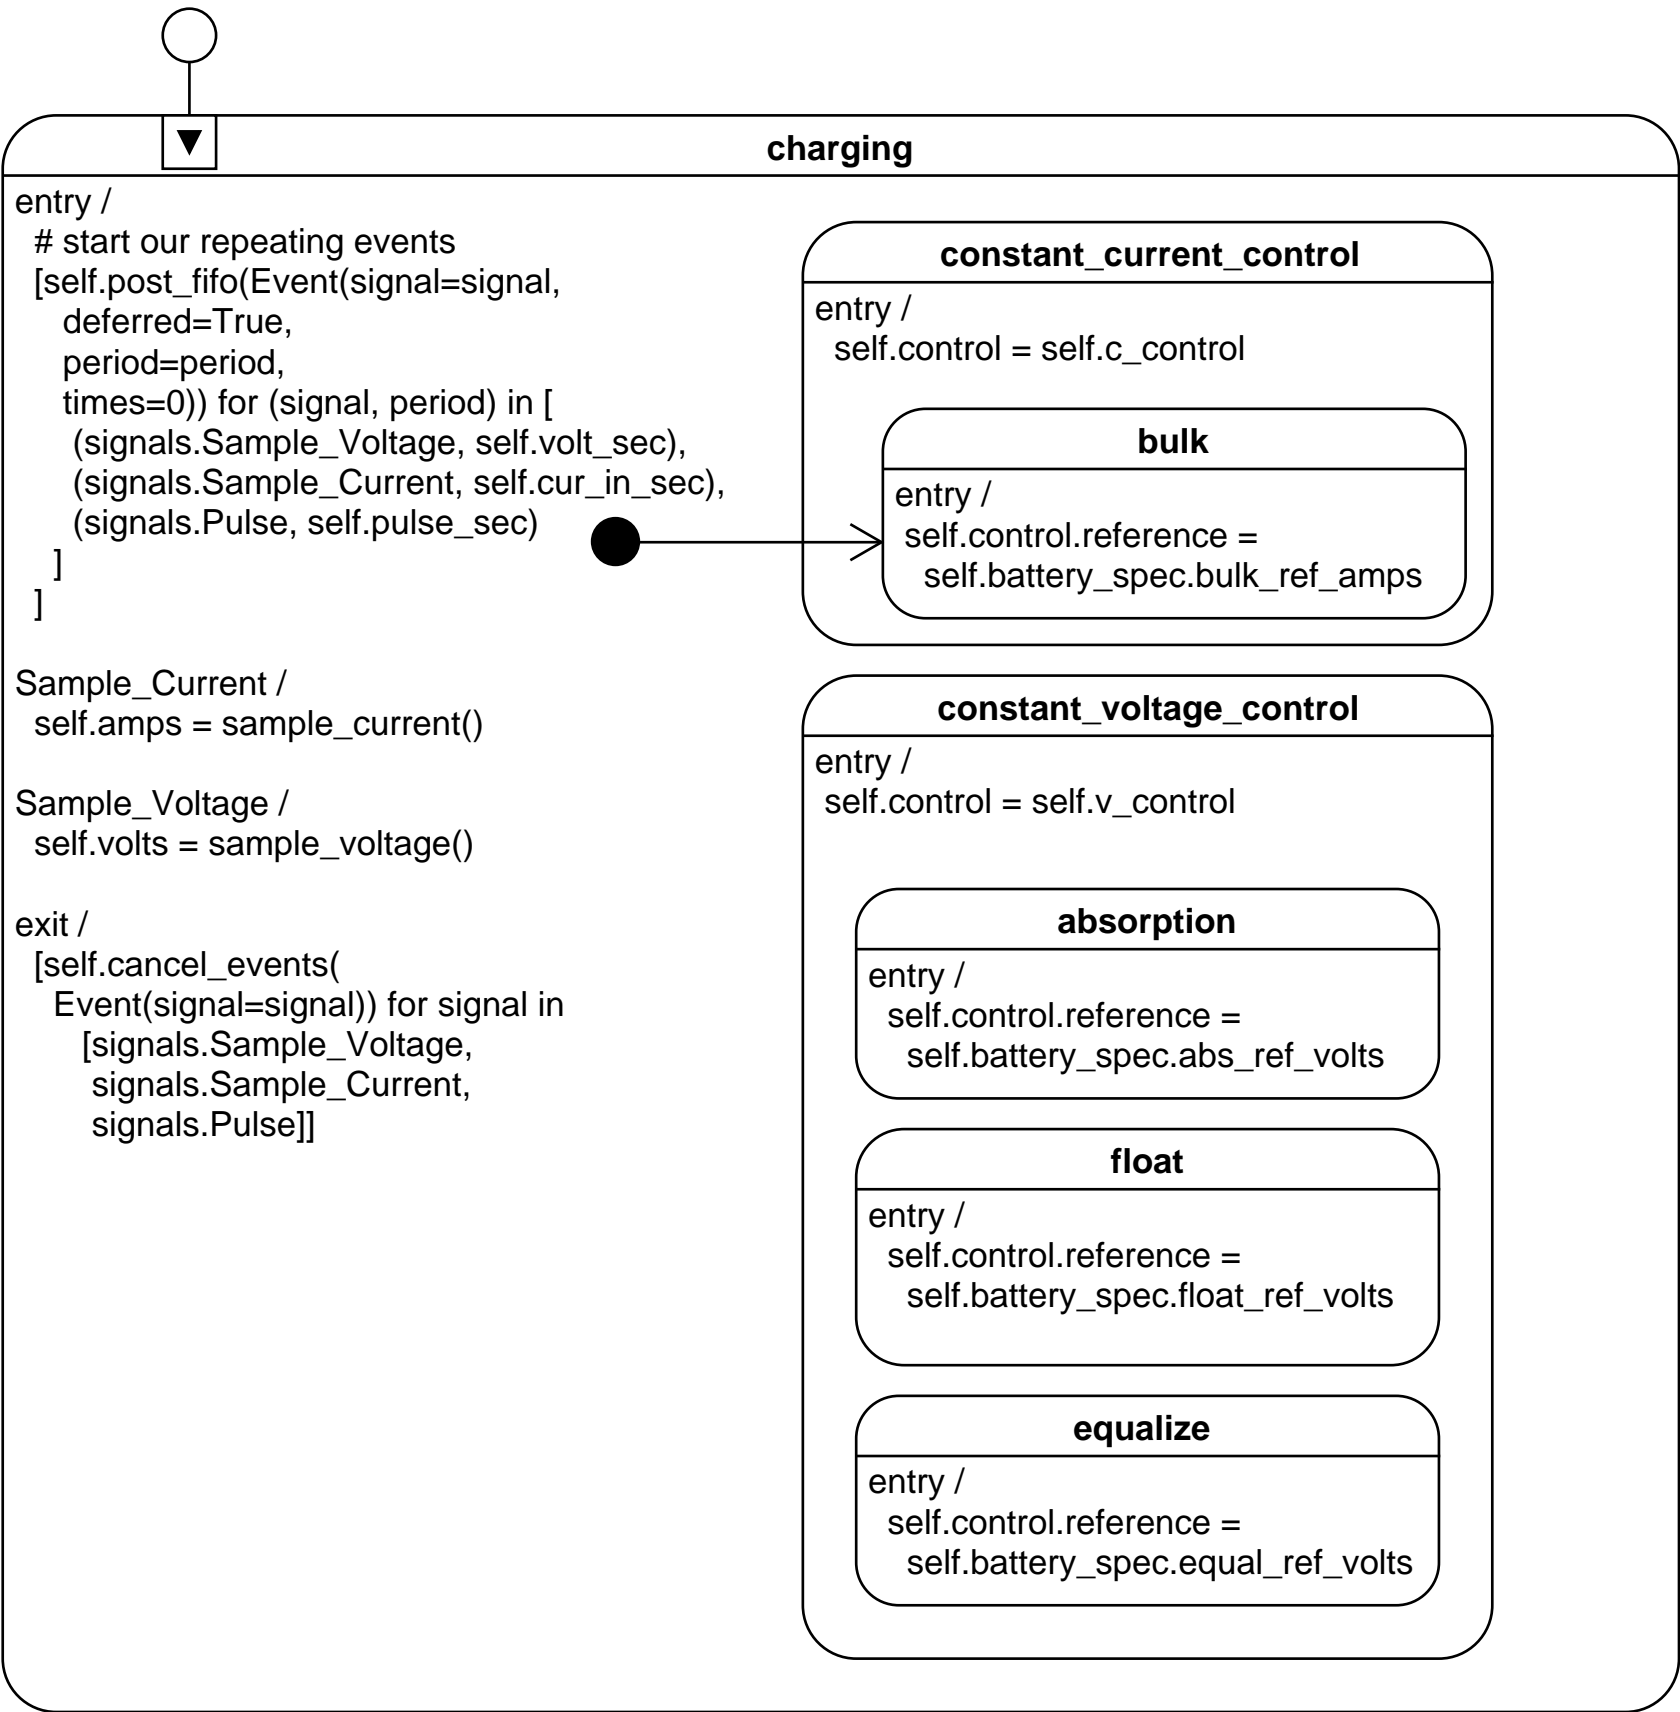 charging
entry /
# start our repeating events
[self.post_fifo(Event(signal=signal,
deferred=True,
period=period,
times=0)) for (signal, period) in [
(signals.Sample_Voltage, self.volt_sec),
(signals.Sample_Current, self.cur_in_sec),
(signals.Pulse, self.pulse_sec)
]
]
Sample_Current /
self.amps = sample_current()
Sample_Voltage /
self.volts = sample_voltage()
exit /
[self.cancel_events(
Event(signal=signal)) for signal in
[signals.Sample_Voltage,
signals.Sample_Current,
signals.Pulse]]
constant_current_control
entry /
self.control = self.c_control
bulk
entry /
self.control.reference =
self.battery_spec.bulk_ref_amps
constant_voltage_control
entry /
self.control = self.v_control
absorption
entry /
self.control.reference =
self.battery_spec.abs_ref_volts
float
entry /
self.control.reference =
self.battery_spec.float_ref_volts
equalize
entry /
self.control.reference =
self.battery_spec.equal_ref_volts